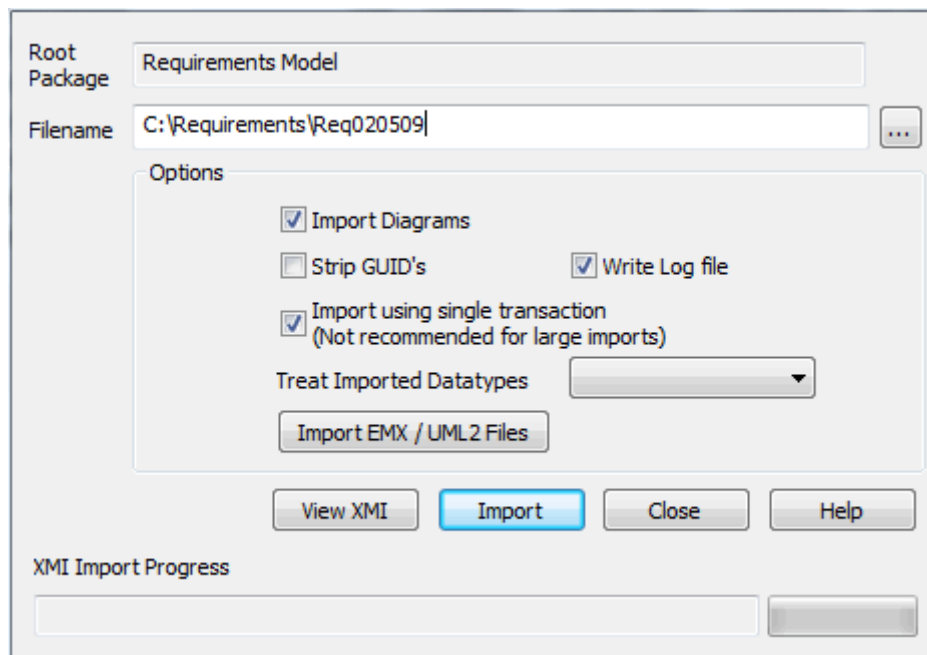 Root
Package
Requirements Model
Filename
C:\Requirements\Req020509
...
Options
Import Diagrams
Strip GUID's
Write Log file
Import using single transaction
(Not recommended for large imports)
Treat Imported Datatypes
Import EMX / UML2 Files
View XMI
Import
Close
Help
XMI Import Progress